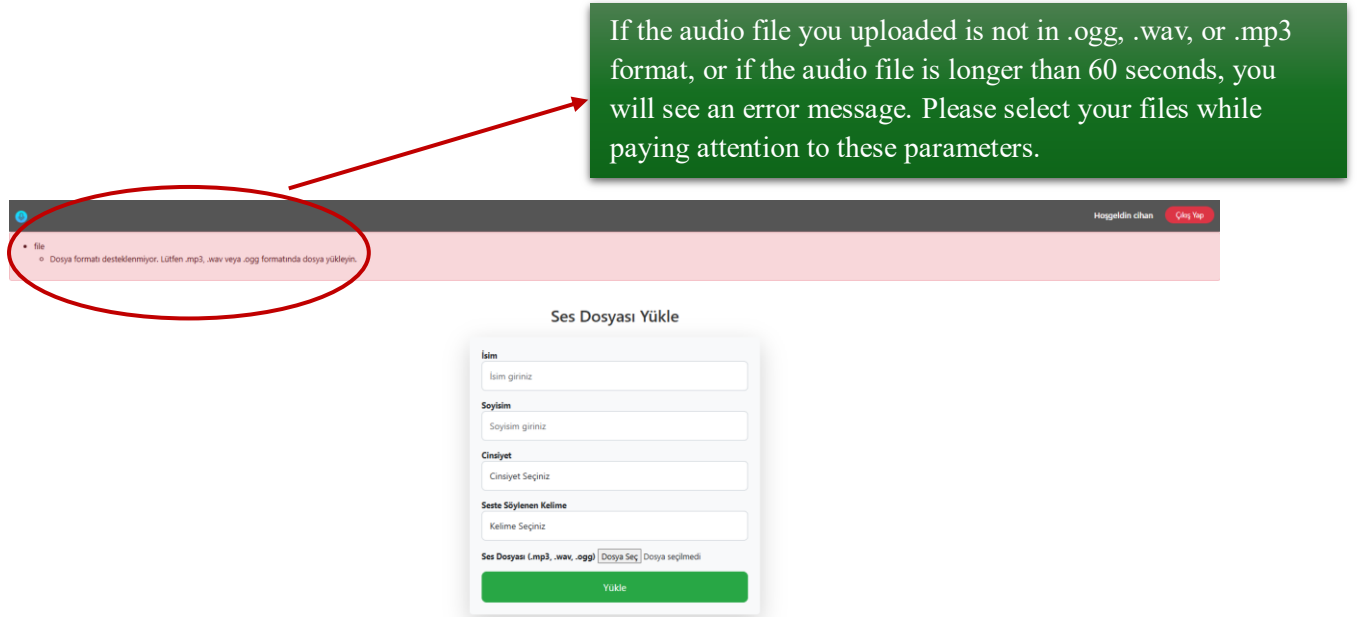 If the audio file you uploaded is not in .ogg, .wav, or .mp3
format, or if the audio file is longer than 60 seconds, you
will see an error message. Please select your files while
paying attention to these parameters.
Hoşgeldin cihan Çıkış Yap
file
Dosya formatı desteklenmiyor. Lütfen .mp3, .wav veya .ogg formatında dosya yükleyin.
Ses Dosyası Yükle
İsim
İsim giriniz
Soyisim
Soyisim giriniz
Cinsiyet
Cinsiyet Seçiniz
Seste Söylenen Kelime
Kelime Seçiniz
Ses Dosyası (.mp3, .wav, .ogg) Dosya Seç Dosya seçilmedi
Yükle